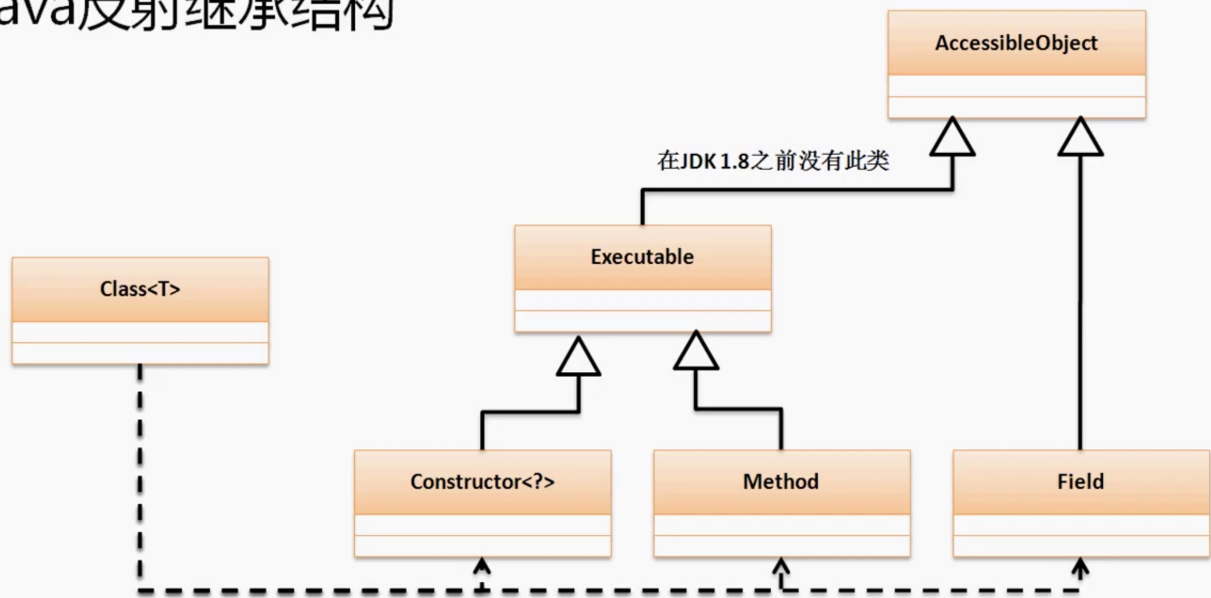 ava反射继承结构
AccessibleObject
在JDK 1.8之前没有此类
Executable
Class<T>
Constructor<?>
Method
Field